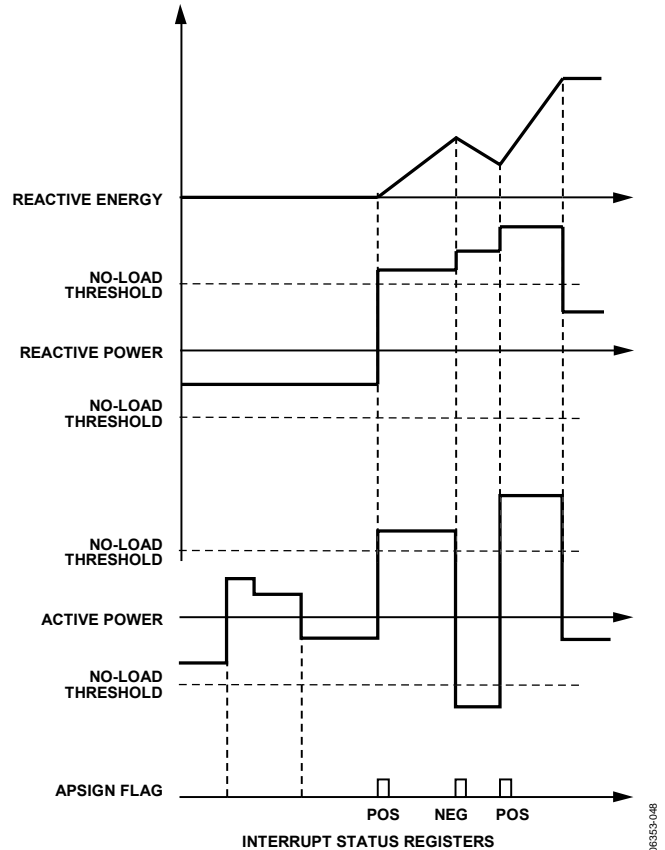 REACTIVE ENERGY
NO-LOAD
THRESHOLD
REACTIVE POWER
NO-LOAD
THRESHOLD
NO-LOAD
THRESHOLD
ACTIVE POWER
NO-LOAD
THRESHOLD
APSIGN FLAG
POS NEG POS
INTERRUPT STATUS REGISTERS
06353-048